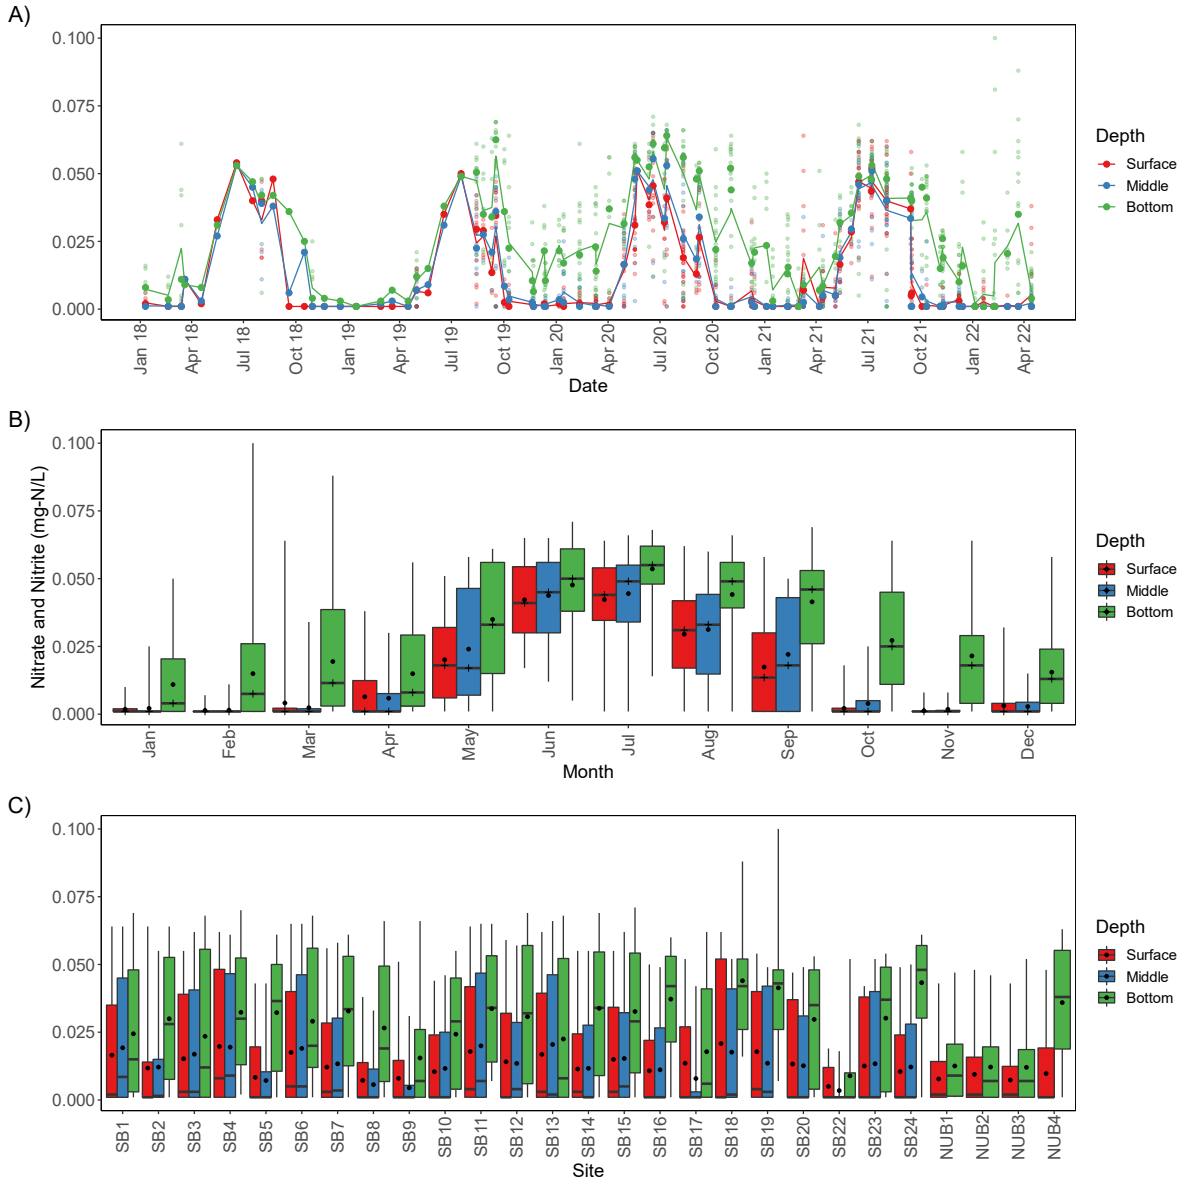 A)
0.100
0.075
0.050
0.025
0.000
Jan 18
Apr 18
Jul 18
Oct 18
Jan 19
Apr 19
Jul 19
Oct 19
Jan 20
Apr 20
Jul 20
Oct 20
Jan 21
Apr 21
Jul 21
Oct 21
Jan 22
Apr 22
Date
Depth
Surface
Middle
Bottom
B)
Nitrate and Nitrite (mg-N/L)
0.100
0.075
0.050
0.025
0.000
Jan
Feb
Mar
Apr
May
Jun
Jul
Aug
Sep
Oct
Nov
Dec
Month
Depth
Surface
Middle
Bottom
C)
0.100
0.075
0.050
0.025
0.000
SB1
SB2
SB3
SB4
SB5
SB6
SB7
SB8
SB9
SB10
SB11
SB12
SB13
SB14
SB15
SB16
SB17
SB18
SB19
SB20
SB22
SB23
SB24
NUB1
NUB2
NUB3
NUB4
Site
Depth
Surface
Middle
Bottom